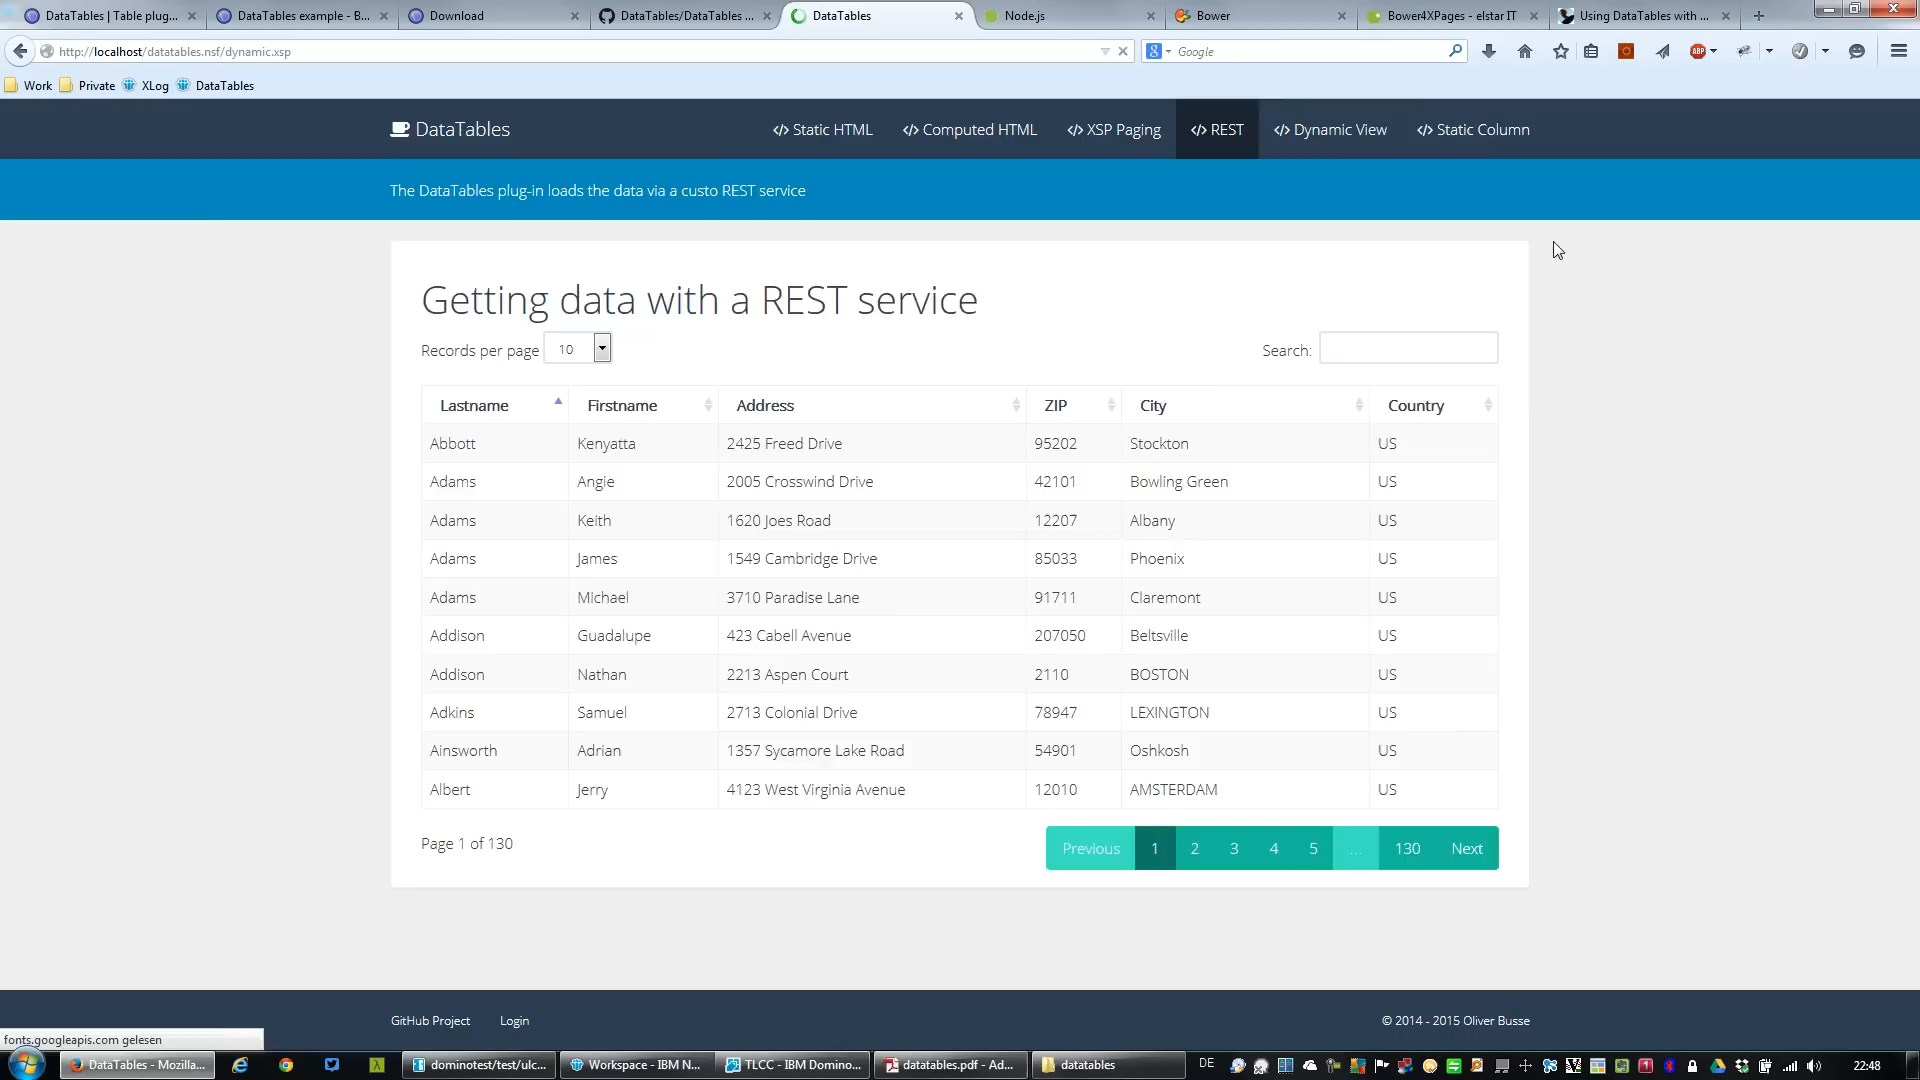 DataTables | Table plug...
DataTables example - B...
Download
DataTables/DataTables ...
DataTables
Node.js
Bower
Bower4XPages - elstar IT
Using DataTables with ...
http://localhost/datatables.nsf/dynamic.xsp
Google
Work
Private
XLog
DataTables
DataTables
</> Static HTML
</> Computed HTML
</> XSP Paging
</> REST
</> Dynamic View
</> Static Column
The DataTables plug-in loads the data via a custo REST service
Getting data with a REST service
Records per page 10
Search:
Lastname Firstname Address ZIP City Country
Abbott Kenyatta 2425 Freed Drive 95202 Stockton US
Adams Angie 2005 Crosswind Drive 42101 Bowling Green US
Adams Keith 1620 Joes Road 12207 Albany US
Adams James 1549 Cambridge Drive 85033 Phoenix US
Adams Michael 3710 Paradise Lane 91711 Claremont US
Addison Guadalupe 423 Cabell Avenue 207050 Beltsville US
Addison Nathan 2213 Aspen Court 2110 BOSTON US
Adkins Samuel 2713 Colonial Drive 78947 LEXINGTON US
Ainsworth Adrian 1357 Sycamore Lake Road 54901 Oshkosh US
Albert Jerry 4123 West Virginia Avenue 12010 AMSTERDAM US
Page 1 of 130
Previous 1 2 3 4 5 ... 130 Next
GitHub Project
Login
© 2014 - 2015 Oliver Busse
fonts.googleapis.com gelesen
DataTables - Mozilla...
dominotest/test/ulc...
Workspace - IBM N...
TLCC - IBM Domino...
datatables.pdf - Ad...
datatables
DE
22:48